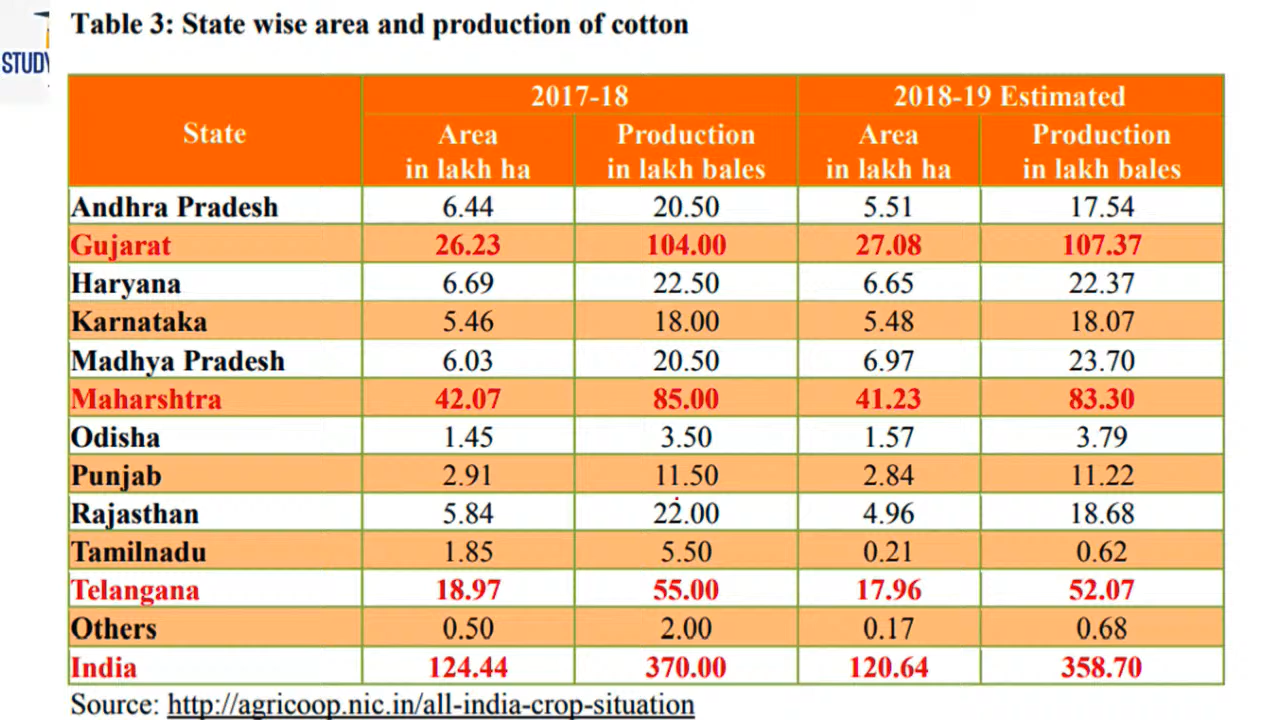 Table 3: State wise area and production of cotton
STUDY
State 2017-18 2018-19 Estimated
Area in lakh ha Production in lakh bales Area in lakh ha Production in lakh bales
Andhra Pradesh 6.44 20.50 5.51 17.54
Gujarat 26.23 104.00 27.08 107.37
Haryana 6.69 22.50 6.65 22.37
Karnataka 5.46 18.00 5.48 18.07
Madhya Pradesh 6.03 20.50 6.97 23.70
Maharshtra 42.07 85.00 41.23 83.30
Odisha 1.45 3.50 1.57 3.79
Punjab 2.91 11.50 2.84 11.22
Rajasthan 5.84 22.00 4.96 18.68
Tamilnadu 1.85 5.50 0.21 0.62
Telangana 18.97 55.00 17.96 52.07
Others 0.50 2.00 0.17 0.68
India 124.44 370.00 120.64 358.70
Source: http://agricoop.nic.in/all-india-crop-situation